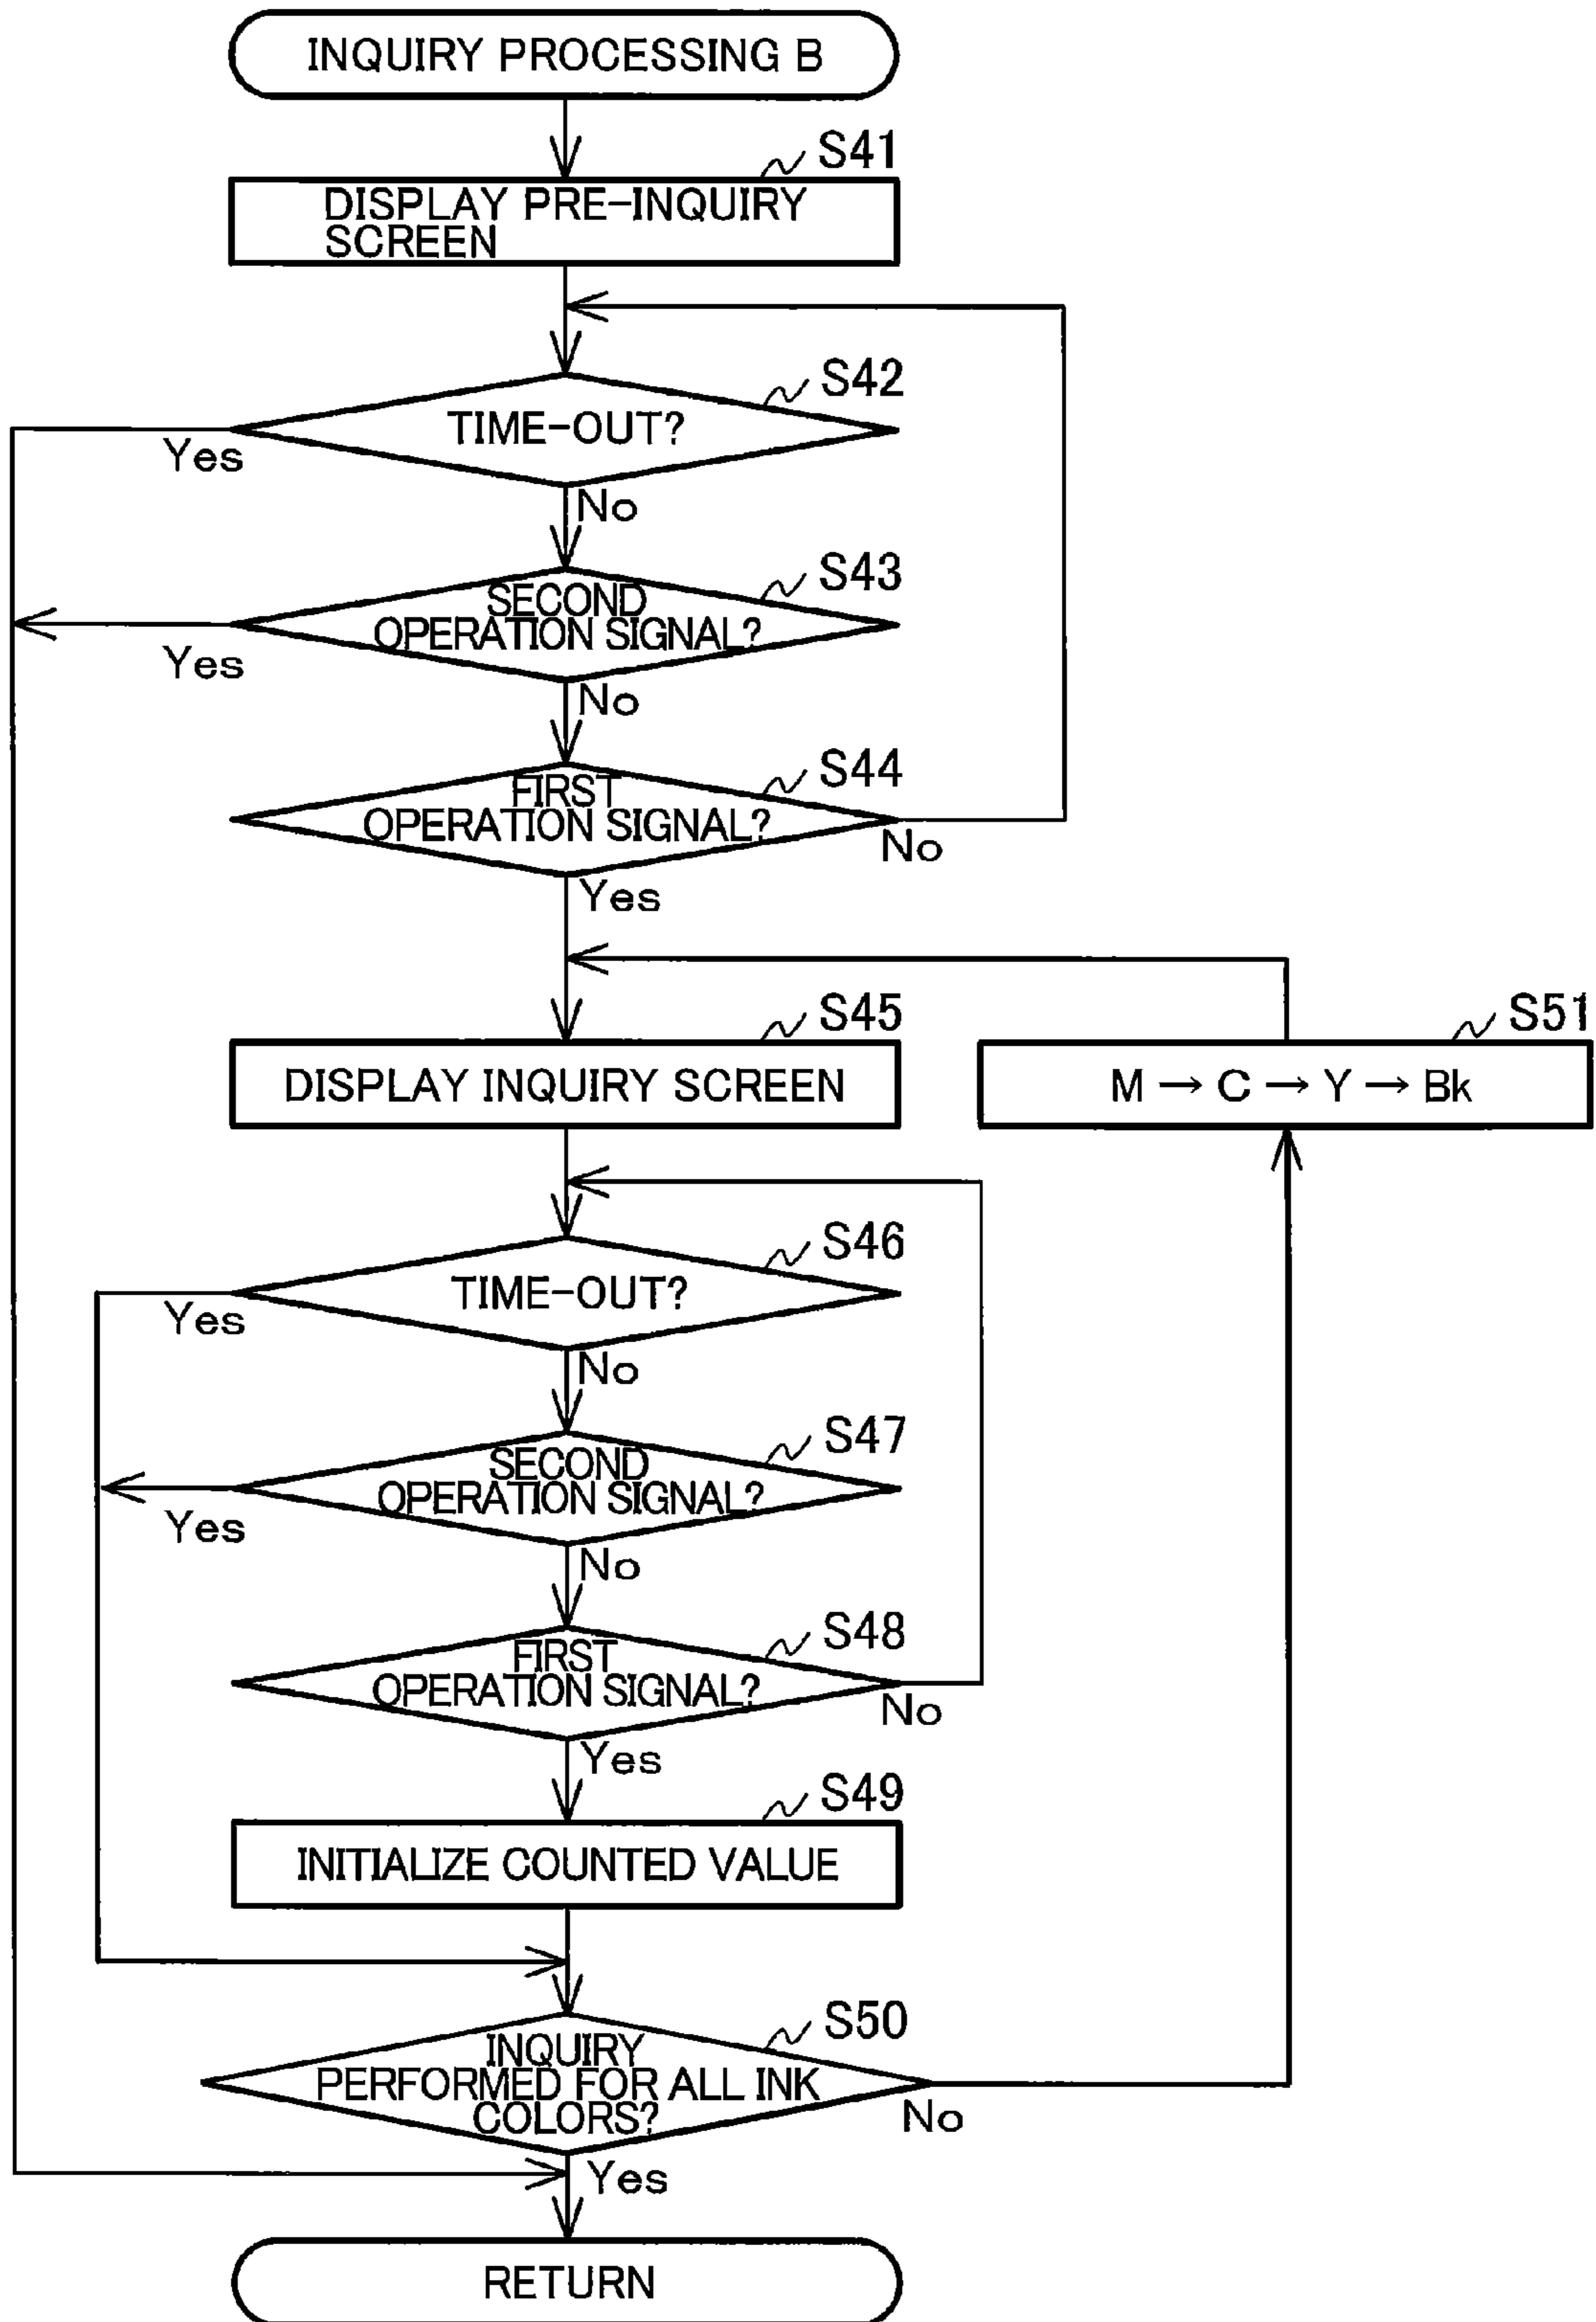 INQUIRY PROCESSING B
S41
DISPLAY PRE-INQUIRY
SCREEN
S42
TIME-OUT?
Yes
No
S43
SECOND
OPERATION SIGNAL?
Yes
No
S44
FIRST
OPERATION SIGNAL?
No
Yes
S45
DISPLAY INQUIRY SCREEN
S51
M → C → Y → Bk
S46
TIME-OUT?
Yes
No
S47
SECOND
OPERATION SIGNAL?
Yes
No
S48
FIRST
OPERATION SIGNAL?
No
Yes
S49
INITIALIZE COUNTED VALUE
S50
INQUIRY
PERFORMED FOR ALL INK
COLORS?
No
Yes
RETURN